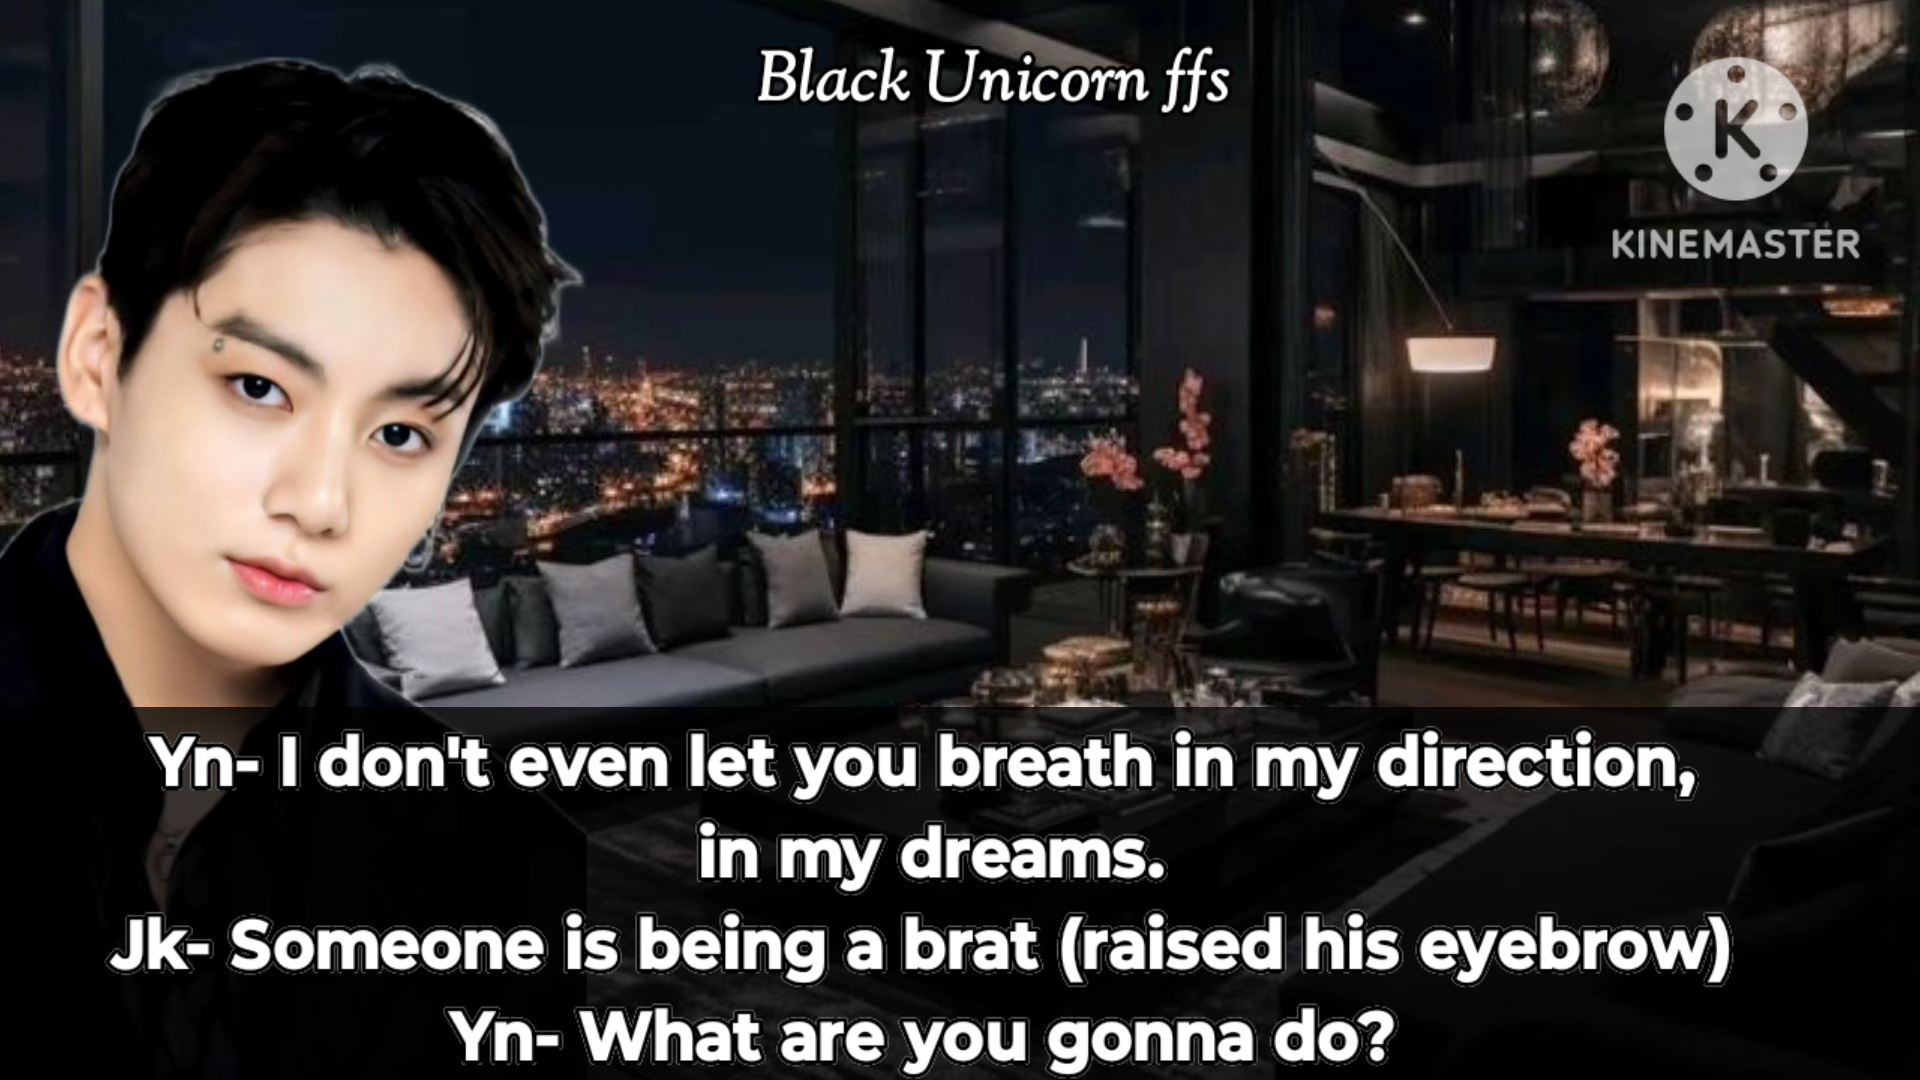 Black Unicorn ffs
K
KINEMASTER
Yn- I don't even let you breath in my direction,
in my dreams.
Jk- Someone is being a brat (raised his eyebrow)
Yn- What are you gonna do?